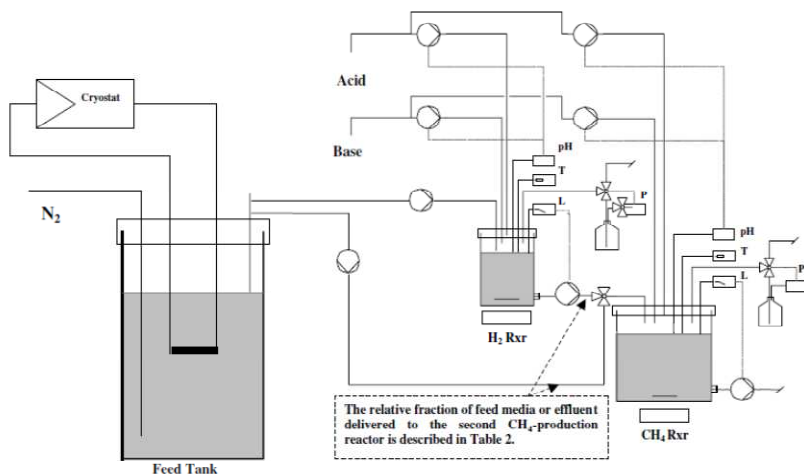 Cryostat
Acid
Base
N2
pH
T
L
P
pH
T
L
P
H2 Rxr
The relative fraction of feed media or effluent
delivered to the second CH4-production
reactor is described in Table 2.
CH4 Rxr
Feed Tank